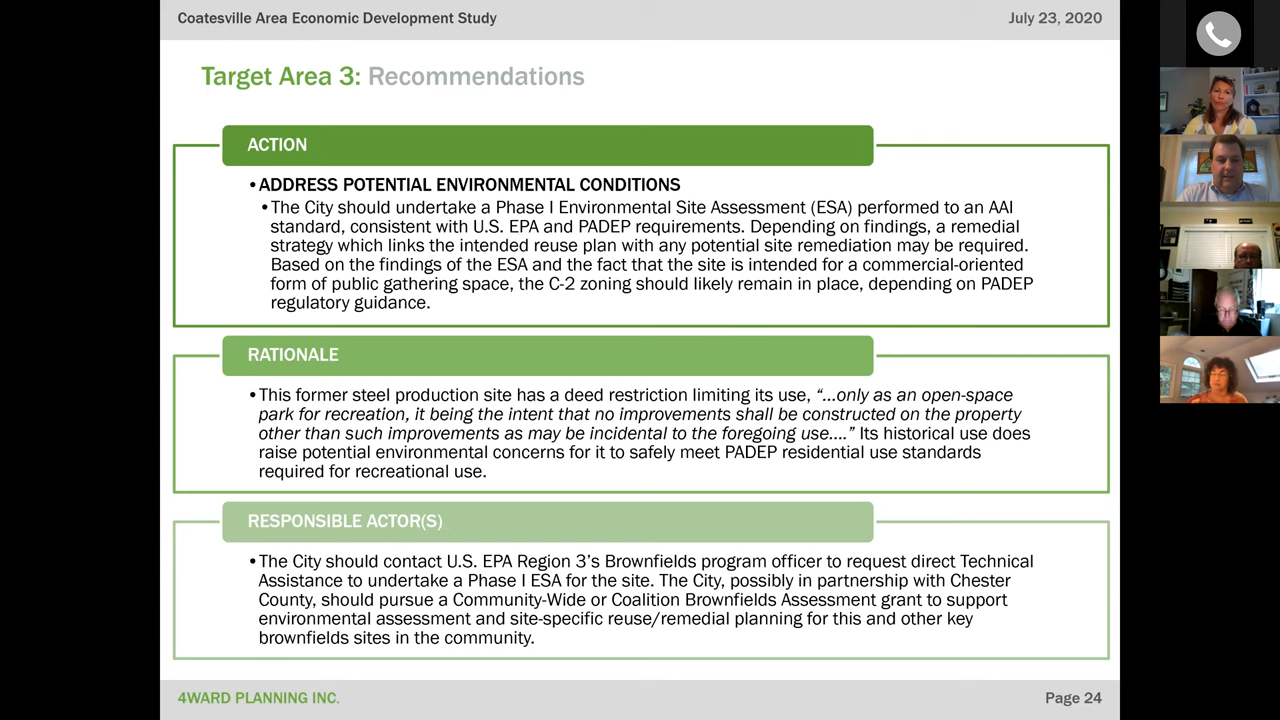 Coatesville Area Economic Development Study
July 23, 2020
Target Area 3: Recommendations
ACTION
•ADDRESS POTENTIAL ENVIRONMENTAL CONDITIONS
•The City should undertake a Phase I Environmental Site Assessment (ESA) performed to an AAI
standard, consistent with U.S. EPA and PADEP requirements. Depending on findings, a remedial
strategy which links the intended reuse plan with any potential site remediation may be required.
Based on the findings of the ESA and the fact that the site is intended for a commercial-oriented
form of public gathering space, the C-2 zoning should likely remain in place, depending on PADEP
regulatory guidance.
RATIONALE
•This former steel production site has a deed restriction limiting its use, “...only as an open-space
park for recreation, it being the intent that no improvements shall be constructed on the property
other than such improvements as may be incidental to the foregoing use....” Its historical use does
raise potential environmental concerns for it to safely meet PADEP residential use standards
required for recreational use.
RESPONSIBLE ACTOR(S)
•The City should contact U.S. EPA Region 3’s Brownfields program officer to request direct Technical
Assistance to undertake a Phase I ESA for the site. The City, possibly in partnership with Chester
County, should pursue a Community-Wide or Coalition Brownfields Assessment grant to support
environmental assessment and site-specific reuse/remedial planning for this and other key
brownfields sites in the community.
4WARD PLANNING INC.
Page 24